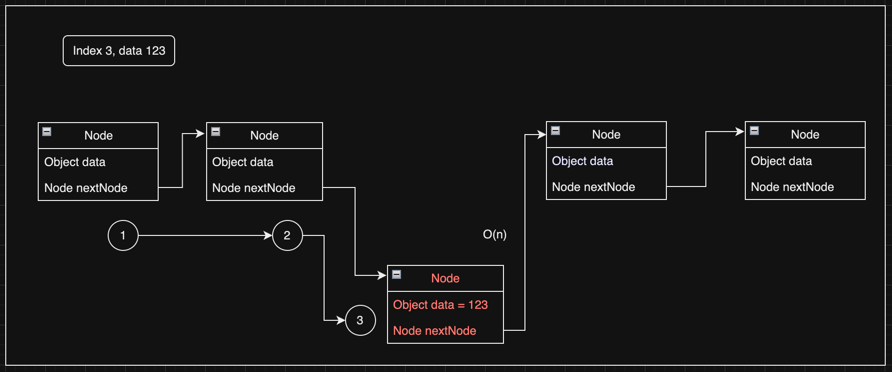 Index 3, data 123
Node
Object data
Node nextNode
Node
Object data
Node nextNode
Node
Object data
Node nextNode
Node
Object data
Node nextNode
1
2
O(n)
3
Node
Object data = 123
Node nextNode